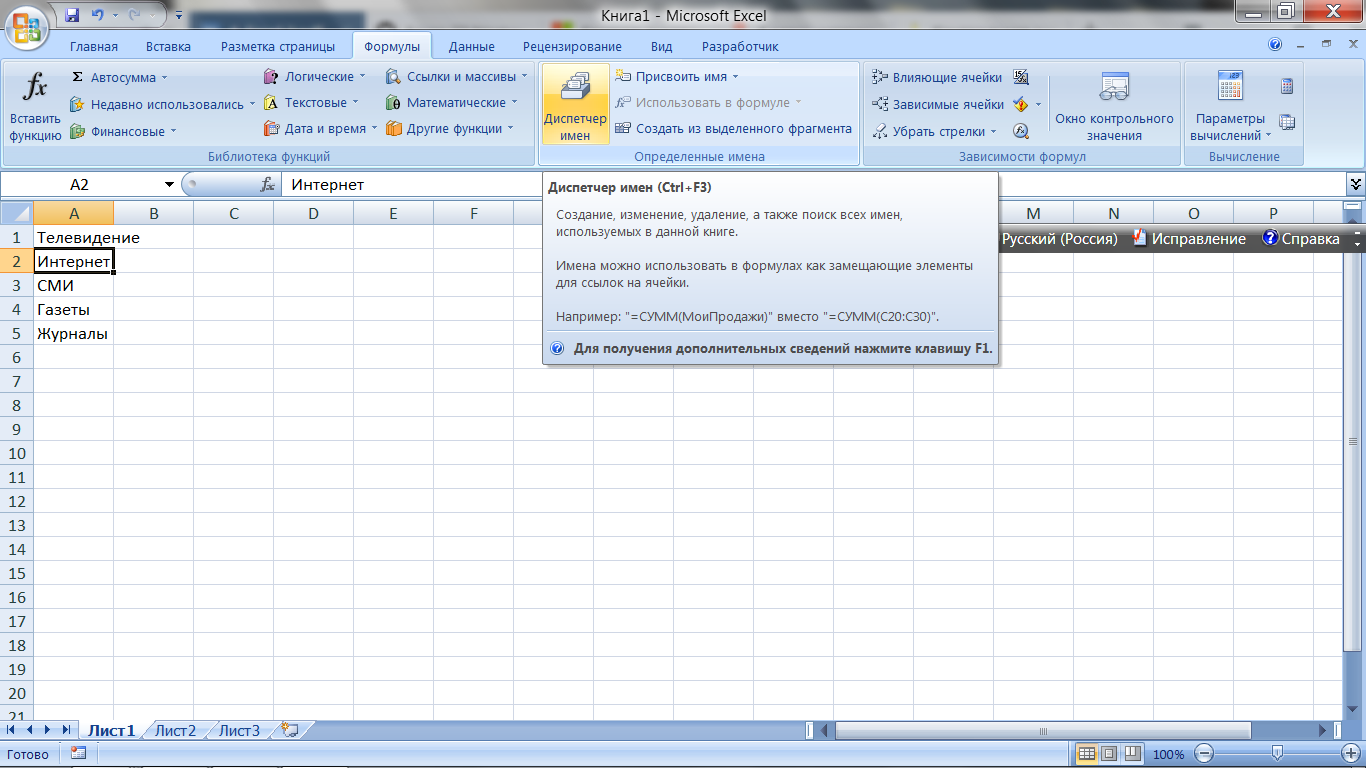 Книга1 - Microsoft Excel
Главная Вставка Разметка страницы Формулы Данные Рецензирование Вид Разработчик
fx Вставить функцию
Σ Автосумма
Недавно использовались
Финансовые
Логические
Текстовые
Дата и время
Ссылки и массивы
Математические
Другие функции
Библиотека функций
Диспетчер имен
Присвоить имя
Использовать в формуле
Создать из выделенного фрагмента
Определенные имена
Влияющие ячейки
Зависимые ячейки
Убрать стрелки
Окно контрольного значения
Зависимости формул
Параметры вычислений
Вычисление
A2 fx Интернет
Диспетчер имен (Ctrl+F3)
Создание, изменение, удаление, а также поиск всех имен,
используемых в данной книге.
Имена можно использовать в формулах как замещающие элементы
для ссылок на ячейки.
Например: "=СУММ(МоиПродажи)" вместо "=СУММ(C20:C30)".
Для получения дополнительных сведений нажмите клавишу F1.
A B C D E F M N O P
Русский (Россия) Исправление Справка
1 Телевидение
2 Интернет
3 СМИ
4 Газеты
5 Журналы
6
7
8
9
10
11
12
13
14
15
16
17
18
19
20
21
Лист1 Лист2 Лист3
Готово 100%